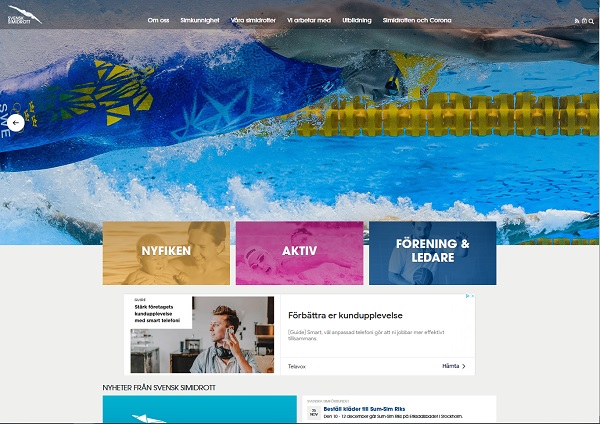 SVENSK
SIMIDROTT
Om oss
Simkunnighet
Våra simidrotter
Vi arbetar med
Utbildning
Simidrotten och Corona
SWE
NYFIKEN
AKTIV
FÖRENING &
LEDARE
GUIDE
Stärk företagets
kundupplevelse
med smart telefoni
Förbättra er kundupplevelse
[Guide] Smart, väl anpassad telefoni gör att ni jobbar mer effektivt
tillsammans.
Telavox
Hämta
NYHETER FRÅN SVENSK SIMIDROTT
SVENSKA SIMFÖRBUNDET
25
NOV
Beställ kläder till Sum-Sim Riks
Den 10 - 12 december går Sum-Sim Riks på Eriksdalsbadet i Stockholm.